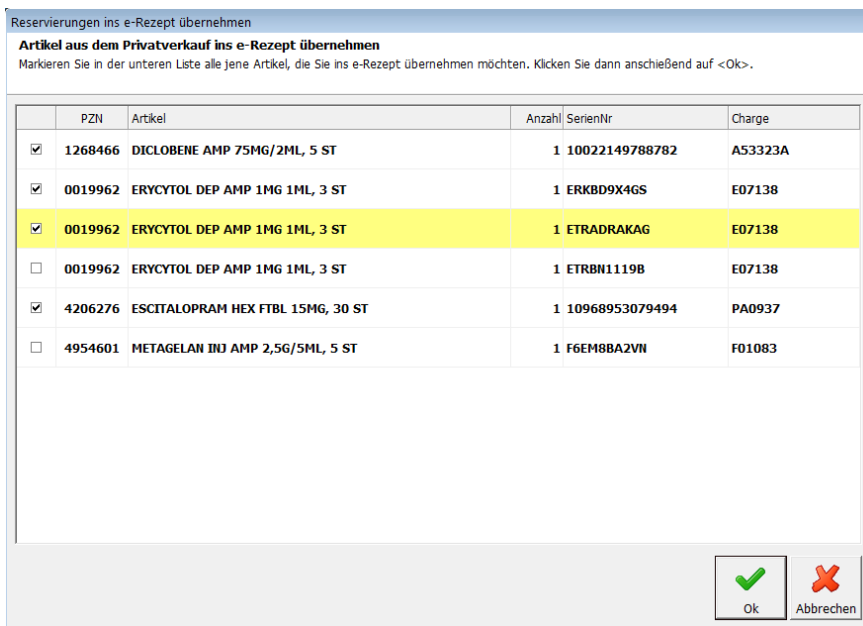 Reservierungen ins e-Rezept übernehmen
Artikel aus dem Privatverkauf ins e-Rezept übernehmen
Markieren Sie in der unteren Liste alle jene Artikel, die Sie ins e-Rezept übernehmen möchten. Klicken Sie dann anschießend auf <Ok>.
PZN Artikel Anzahl SerienNr Charge
1268466 DICLOBENE AMP 75MG/2ML, 5 ST 1 10022149788782 A53323A
0019962 ERYCYTOL DEP AMP 1MG 1ML, 3 ST 1 ERKBD9X4GS E07138
0019962 ERYCYTOL DEP AMP 1MG 1ML, 3 ST 1 ETRADRAKAG E07138
0019962 ERYCYTOL DEP AMP 1MG 1ML, 3 ST 1 ETRBN1119B E07138
4206276 ESCITALOPRAM HEX FTBL 15MG, 30 ST 1 10968953079494 PA0937
4954601 METAGELAN INJ AMP 2,5G/5ML, 5 ST 1 F6EM8BA2VN F01083
Ok Abbrechen